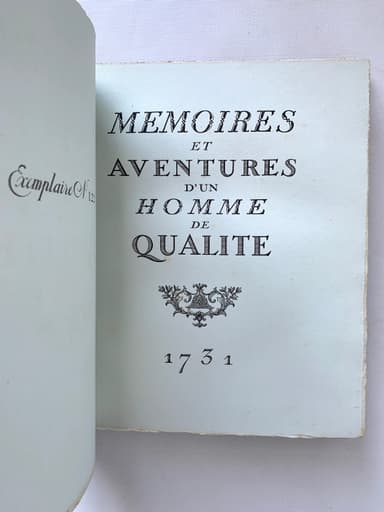 Exemplaire N°
MEMOIRES
ET
AVENTURES
D'UN
HOMME
DE
QUALITE
1731